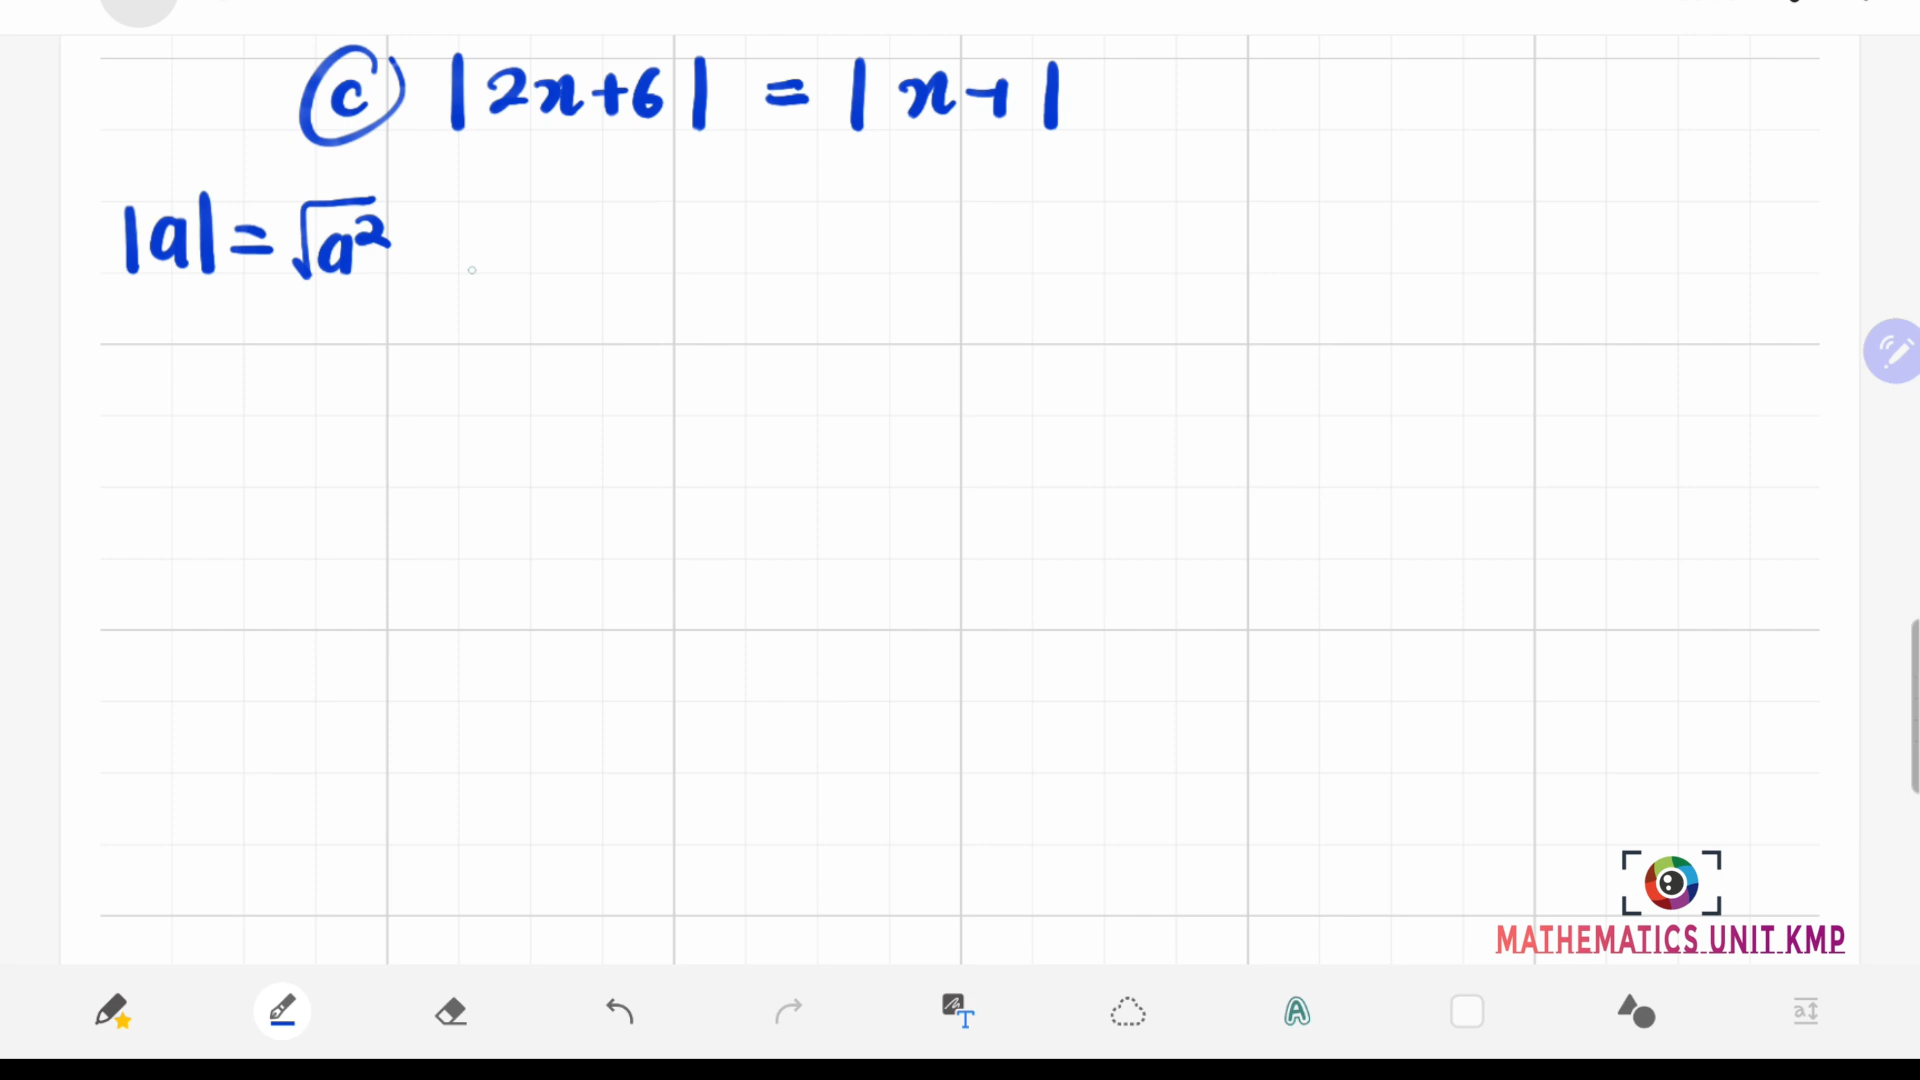 c) |2x+6| = |x-1|
|a| = √a²
MATHEMATICS UNIT KMP